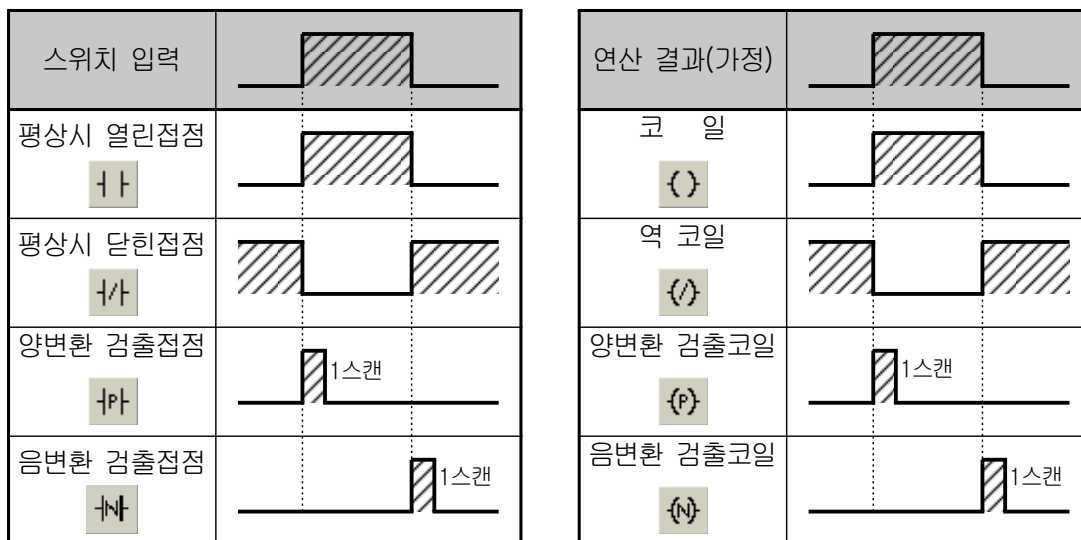 스위치 입력
평상시 열린접점
평상시 닫힌접점
양변환 검출접점
P
1스캔
음변환 검출접점
N
1스캔
연산 결과(가정)
코 일
역 코일
양변환 검출코일
P
1스캔
음변환 검출코일
N
1스캔